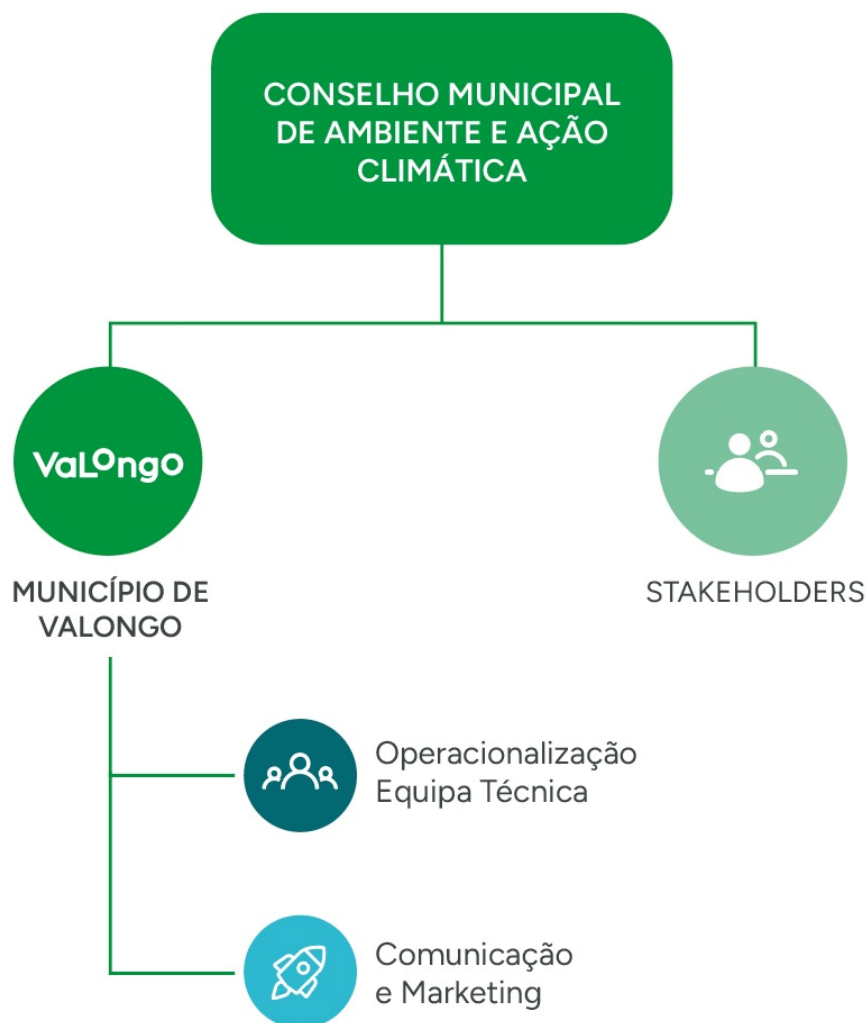 CONSELHO MUNICIPAL
DE AMBIENTE E AÇÃO
CLIMÁTICA
VaLOngo
MUNICÍPIO DE
VALONGO
STAKEHOLDERS
Operacionalização
Equipa Técnica
Comunicação
e Marketing